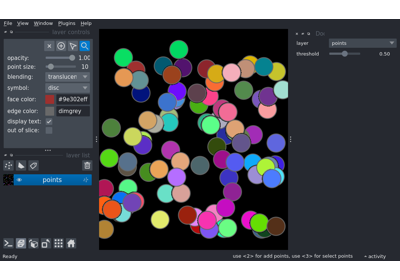 File View Window Plugins Help
layer controls
opacity: 1.00
point size: 10
blending: translucen
symbol: disc
face color: #9e302eff
edge color: dimgrey
display text:
out of slice:
layer list
points
Do
layer points
threshold 0.50
Ready
use <2> for add points, use <3> for select points
activity